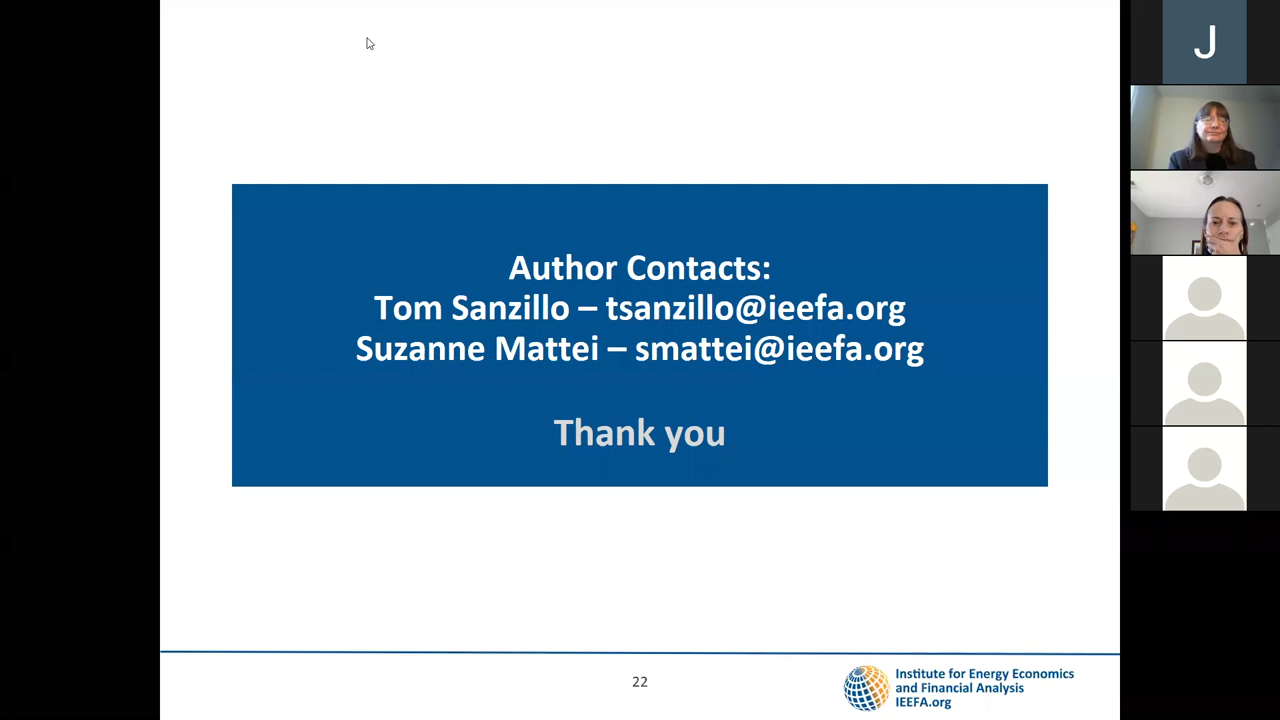 J
Author Contacts:
Tom Sanzillo – tsanzillo@ieefa.org
Suzanne Mattei – smattei@ieefa.org
Thank you
22
Institute for Energy Economics
and Financial Analysis
IEEFA.org